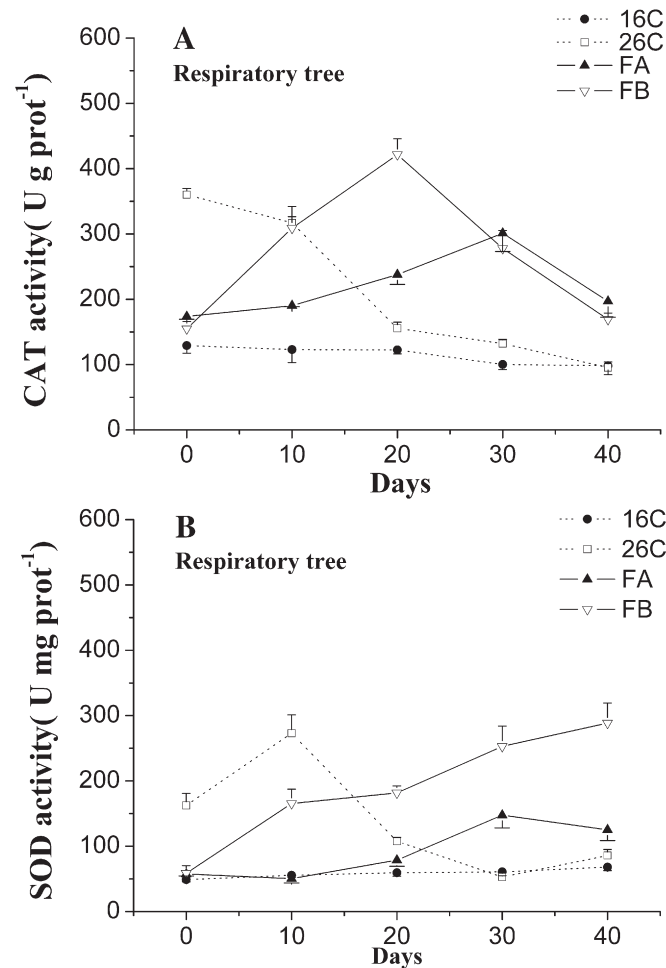 A
Respiratory tree
16C
26C
FA
FB
600
500
400
300
200
100
0
CAT activity( U g prot⁻¹)
0 10 20 30 40
Days
B
Respiratory tree
16C
26C
FA
FB
600
500
400
300
200
100
0
SOD activity( U mg prot⁻¹)
0 10 20 30 40
Days